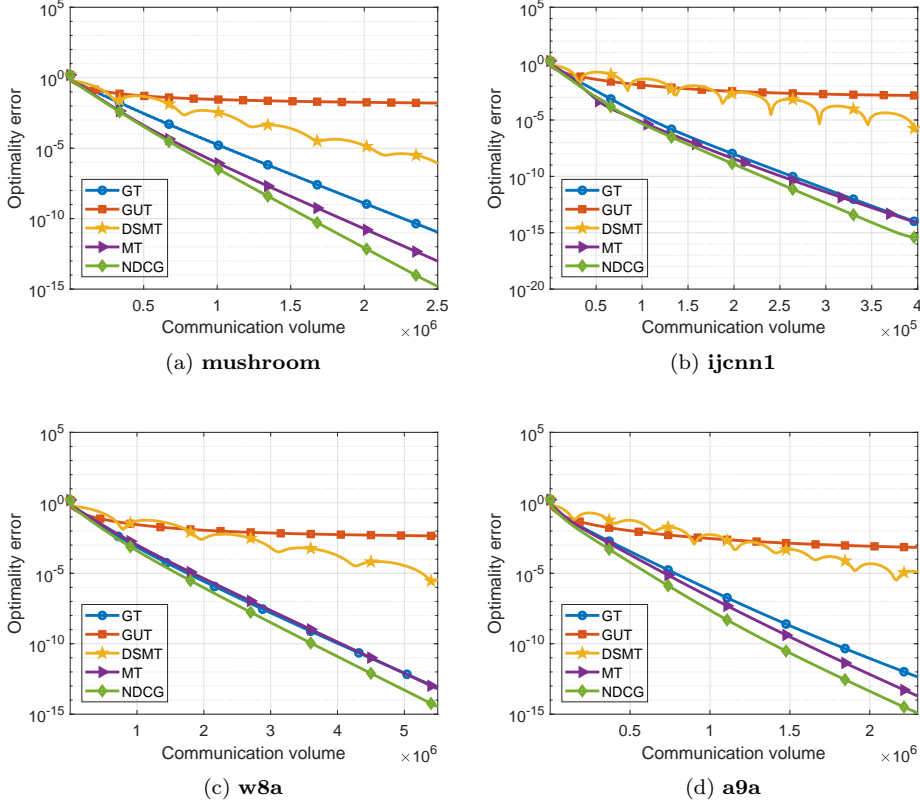 10^5
10^0
10^-5
10^-10
10^-15
Optimality error
GT
GUT
DSMT
MT
NDCG
0.5 1 1.5 2 2.5
Communication volume × 10^6
(a) mushroom
10^5
10^0
10^-5
10^-10
10^-15
10^-20
Optimality error
GT
GUT
DSMT
MT
NDCG
0.5 1 1.5 2 2.5 3 3.5 4
Communication volume × 10^5
(b) ijcnn1
10^5
10^0
10^-5
10^-10
10^-15
Optimality error
GT
GUT
DSMT
MT
NDCG
1 2 3 4 5
Communication volume × 10^6
(c) w8a
10^5
10^0
10^-5
10^-10
10^-15
Optimality error
GT
GUT
DSMT
MT
NDCG
0.5 1 1.5 2
Communication volume × 10^6
(d) a9a